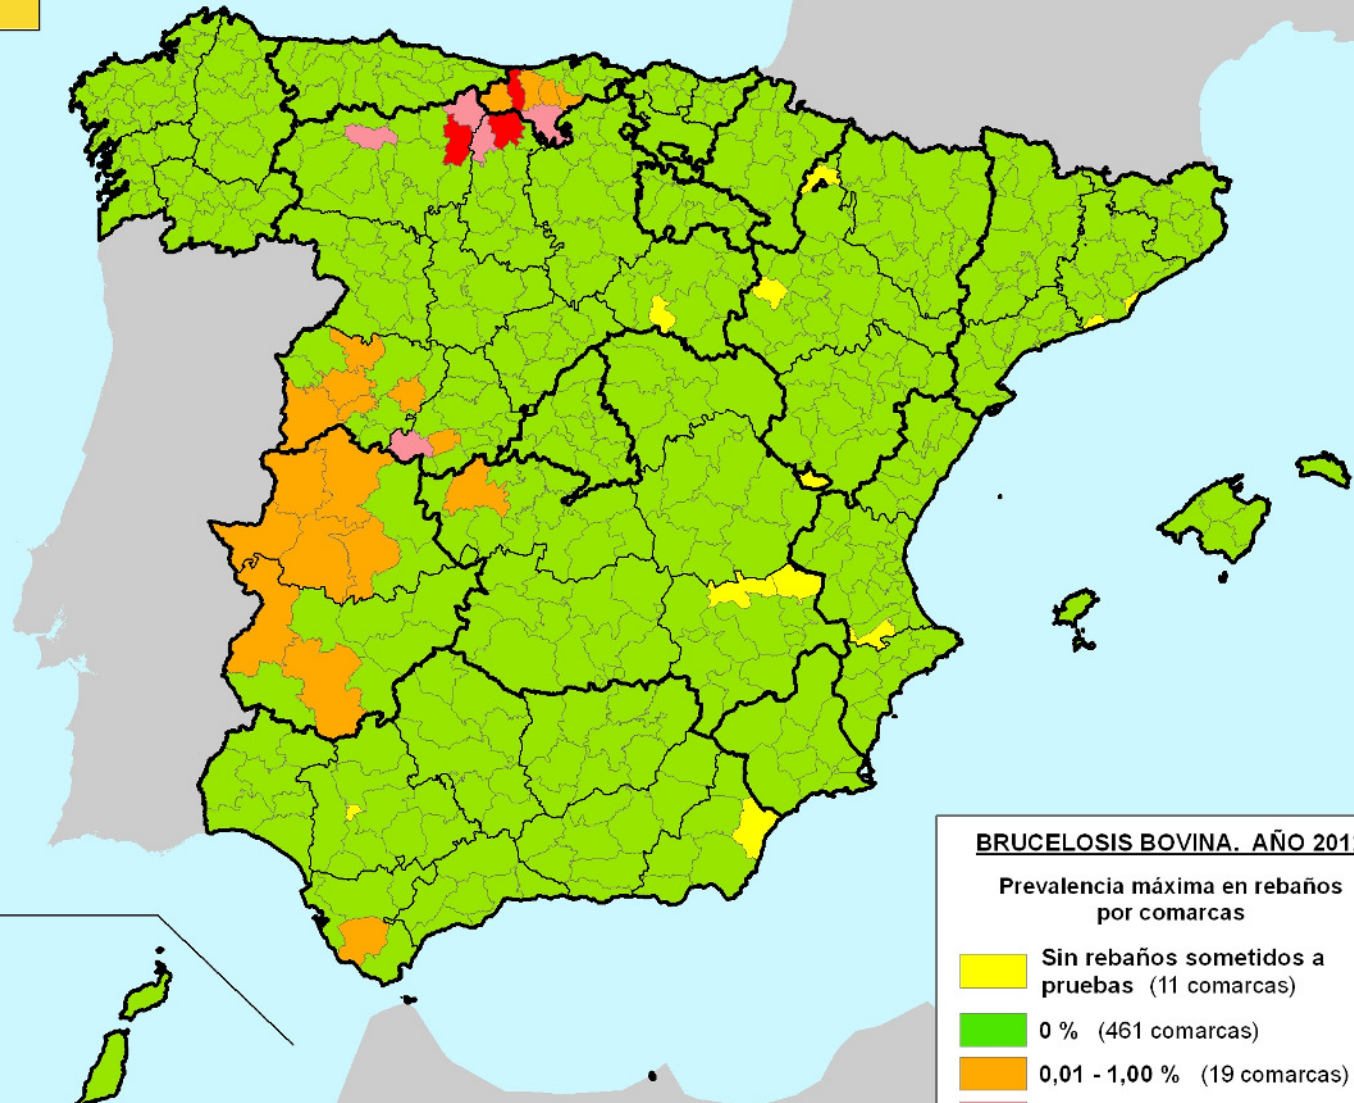 BRUCELOSIS BOVINA. AÑO 201
Prevalencia máxima en rebaños
por comarcas
Sin rebaños sometidos a
pruebas (11 comarcas)
0 % (461 comarcas)
0,01 - 1,00 % (19 comarcas)